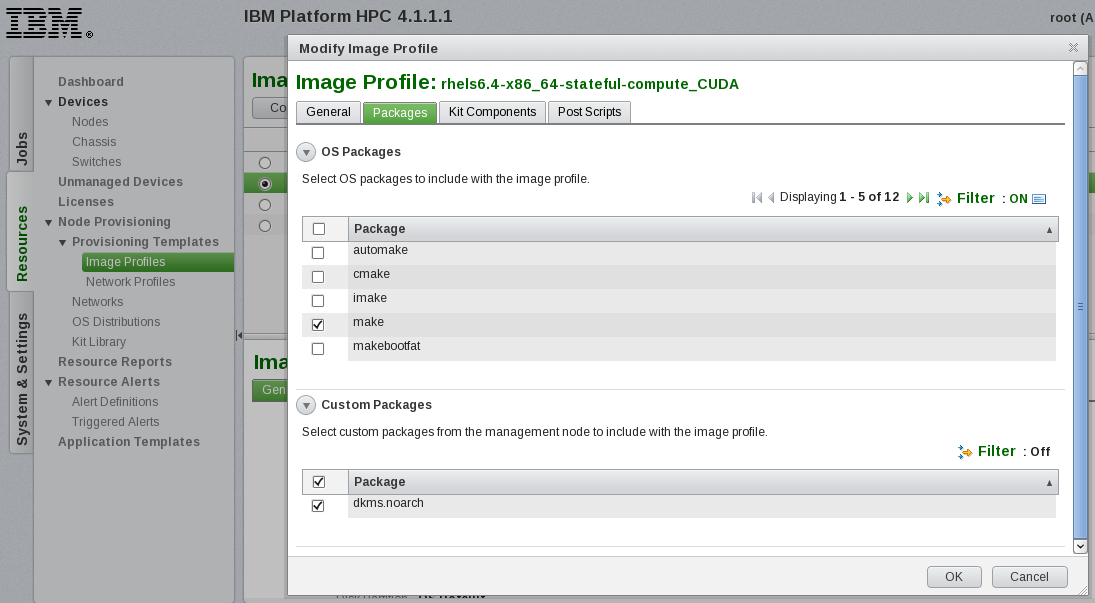 IBM®
IBM Platform HPC 4.1.1.1
root (A
Jobs
Resources
System & Settings
Dashboard
Devices
Nodes
Chassis
Switches
Unmanaged Devices
Licenses
Node Provisioning
Provisioning Templates
Image Profiles
Network Profiles
Networks
OS Distributions
Kit Library
Resource Reports
Resource Alerts
Alert Definitions
Triggered Alerts
Application Templates
Ima
Co
Ima
Gen
Modify Image Profile
Image Profile: rhels6.4-x86_64-stateful-compute_CUDA
General Packages Kit Components Post Scripts
OS Packages
Select OS packages to include with the image profile.
Displaying 1 - 5 of 12 Filter : ON
Package
automake
cmake
imake
make
makebootfat
Custom Packages
Select custom packages from the management node to include with the image profile.
Filter : Off
Package
dkms.noarch
OK Cancel